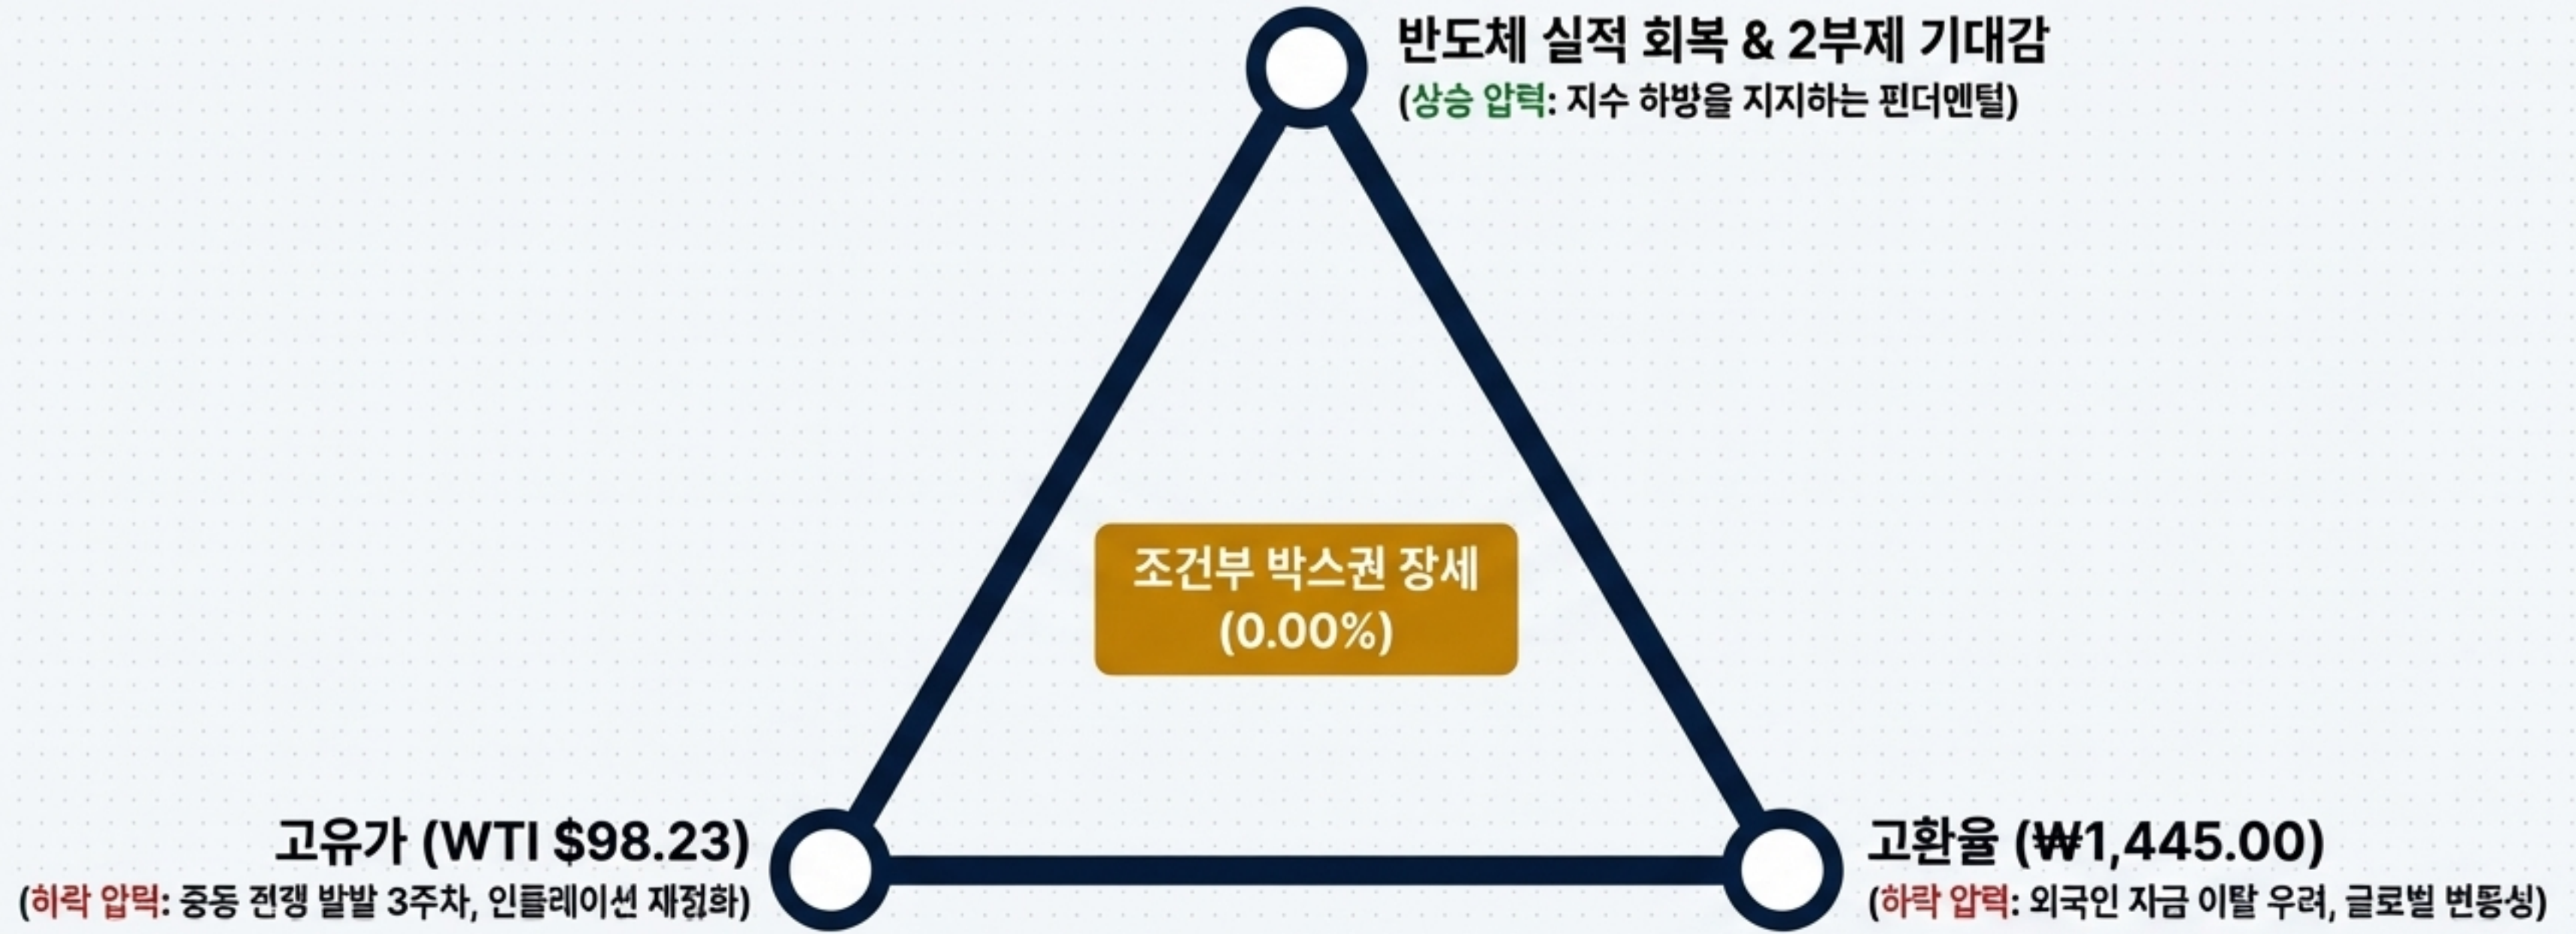 반도체 실적 회복 & 2부제 기대감
(상승 압력: 지수 하방을 지지하는 펀더멘털)
조건부 박스권 장세
(0.00%)
고유가 (WTI $98.23)
(하락 압력: 중동 전쟁 발발 3주차, 인플레이션 재점화)
고환율 (₩1,445.00)
(하락 압력: 외국인 자금 이탈 우려, 글로벌 변동성)